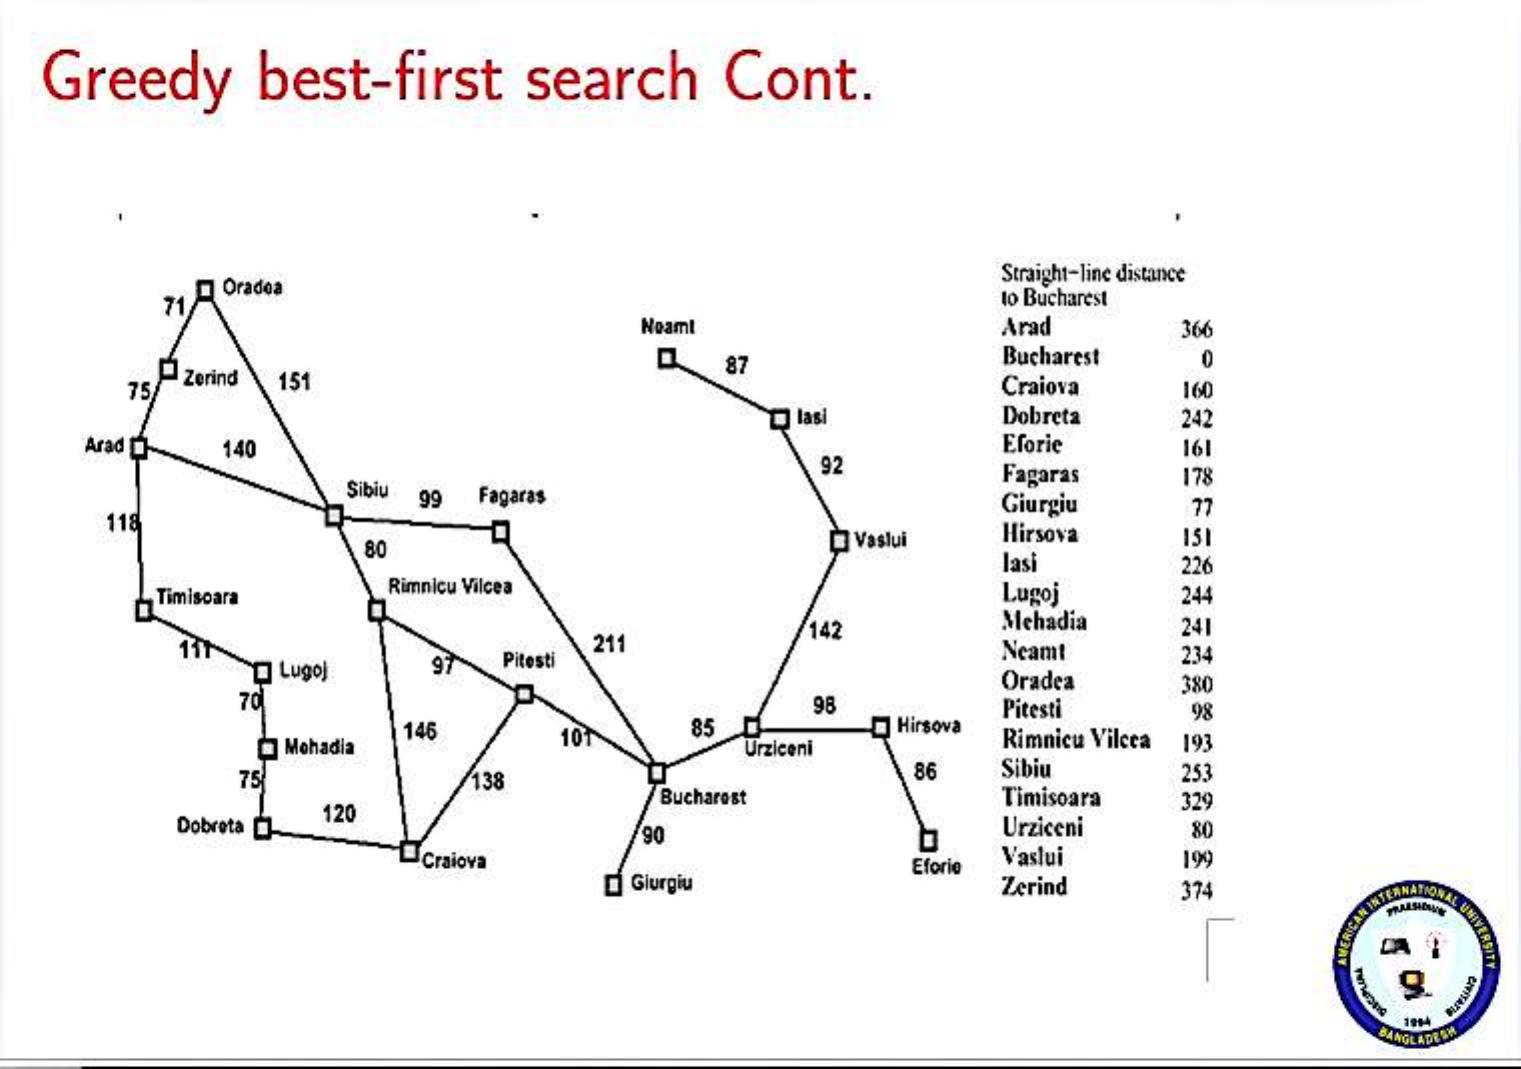 Greedy best-first search Cont.
Oradea
71
Zerind
151
75
Arad
140
118
Sibiu
99
Fagaras
80
Timisoara
Rimnicu Vilcea
111
Lugoj
97
Pitesti
211
70
Mehadia
146
101
75
138
Dobreta
120
Craiova
Bucharest
90
Giurgiu
Neamt
87
Iasi
92
Vaslui
142
85
Urziceni
98
Hirsova
86
Eforie
Straight-line distance
to Bucharest
Arad 366
Bucharest 0
Craiova 160
Dobreta 242
Eforie 161
Fagaras 178
Giurgiu 77
Hirsova 151
Iasi 226
Lugoj 244
Mehadia 241
Neamt 234
Oradea 380
Pitesti 98
Rimnicu Vilcea 193
Sibiu 253
Timisoara 329
Urziceni 80
Vaslui 199
Zerind 374
AMERICAN INTERNATIONAL UNIVERSITY
PRAESIDIUM
1994
BANGLADESH